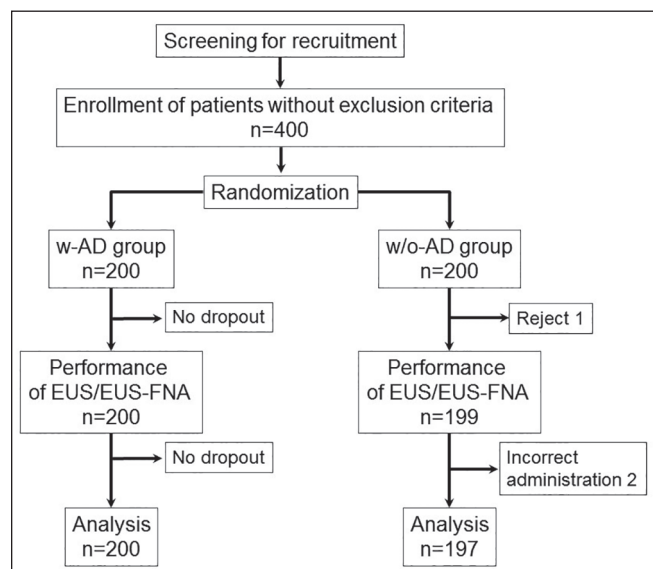 Screening for recruitment
Enrollment of patients without exclusion criteria
n=400
Randomization
w-AD group
n=200
w/o-AD group
n=200
No dropout
Reject 1
Performance
of EUS/EUS-FNA
n=200
Performance
of EUS/EUS-FNA
n=199
No dropout
Incorrect
administration 2
Analysis
n=200
Analysis
n=197